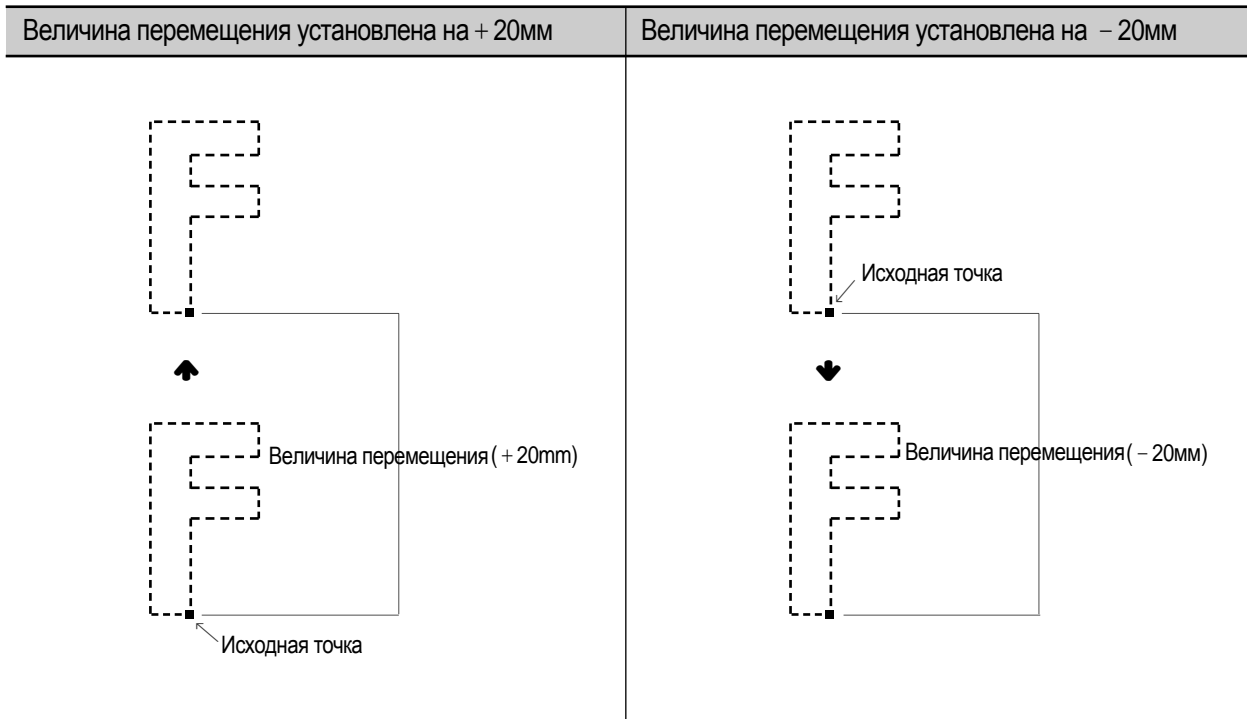 Величина перемещения установлена на + 20мм
Величина перемещения установлена на − 20мм
Исходная точка
Величина перемещения ( + 20mm)
Величина перемещения ( − 20мм)
Исходная точка